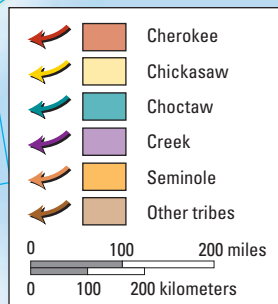 Cherokee
Chickasaw
Choctaw
Creek
Seminole
Other tribes
0 100 200 miles
0 100 200 kilometers